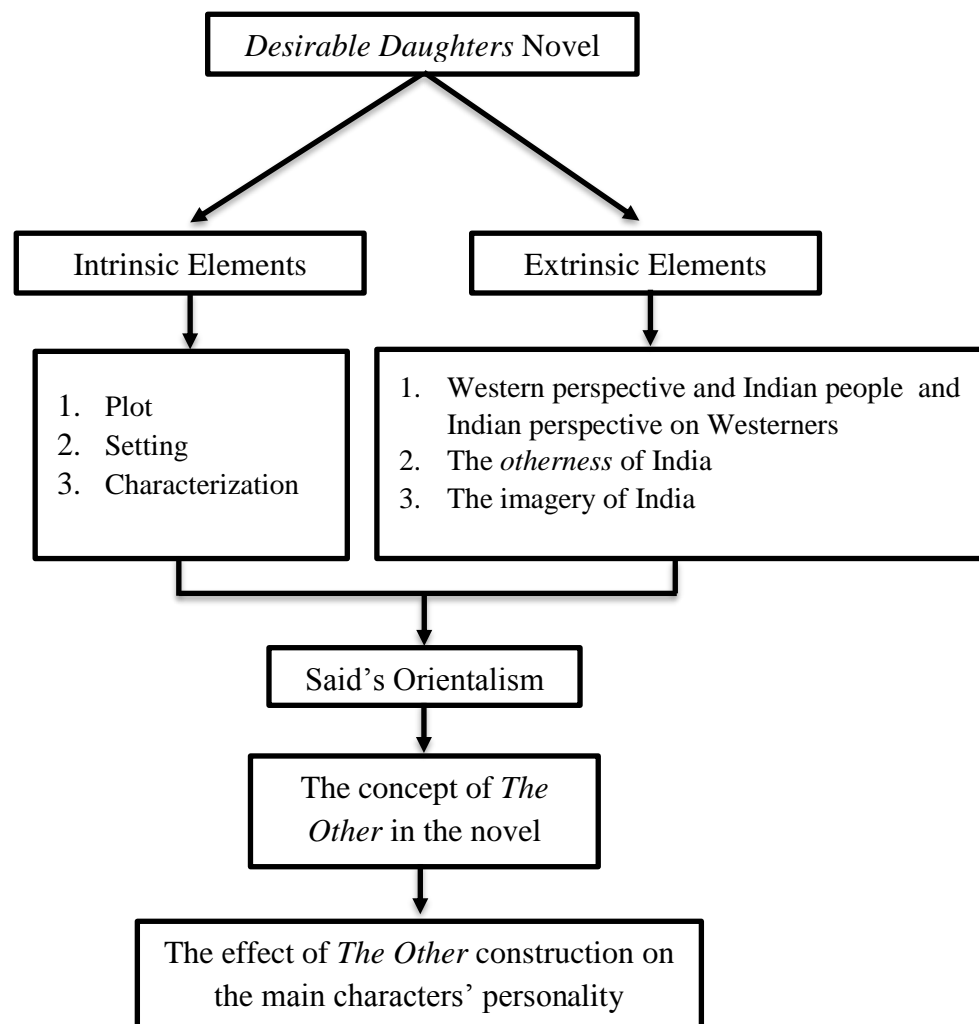 Desirable Daughters Novel
Intrinsic Elements
Extrinsic Elements
1. Plot
2. Setting
3. Characterization
1. Western perspective and Indian people and
Indian perspective on Westerners
2. The otherness of India
3. The imagery of India
Said's Orientalism
The concept of The
Other in the novel
The effect of The Other construction on
the main characters' personality